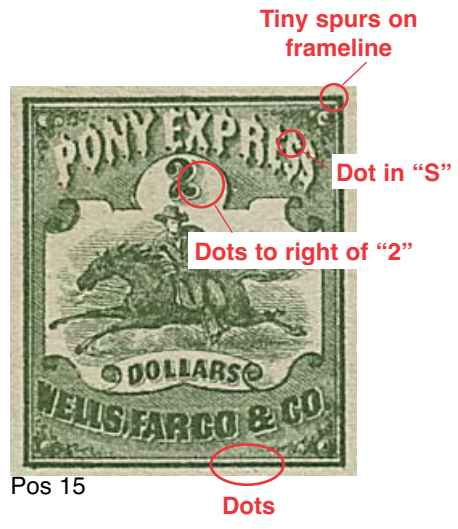 Tiny spurs on
frameline
PONY EXPRESS
2
Dot in “S”
Dots to right of “2”
DOLLARS
WELLS, FARGO & CO.
Pos 15
Dots